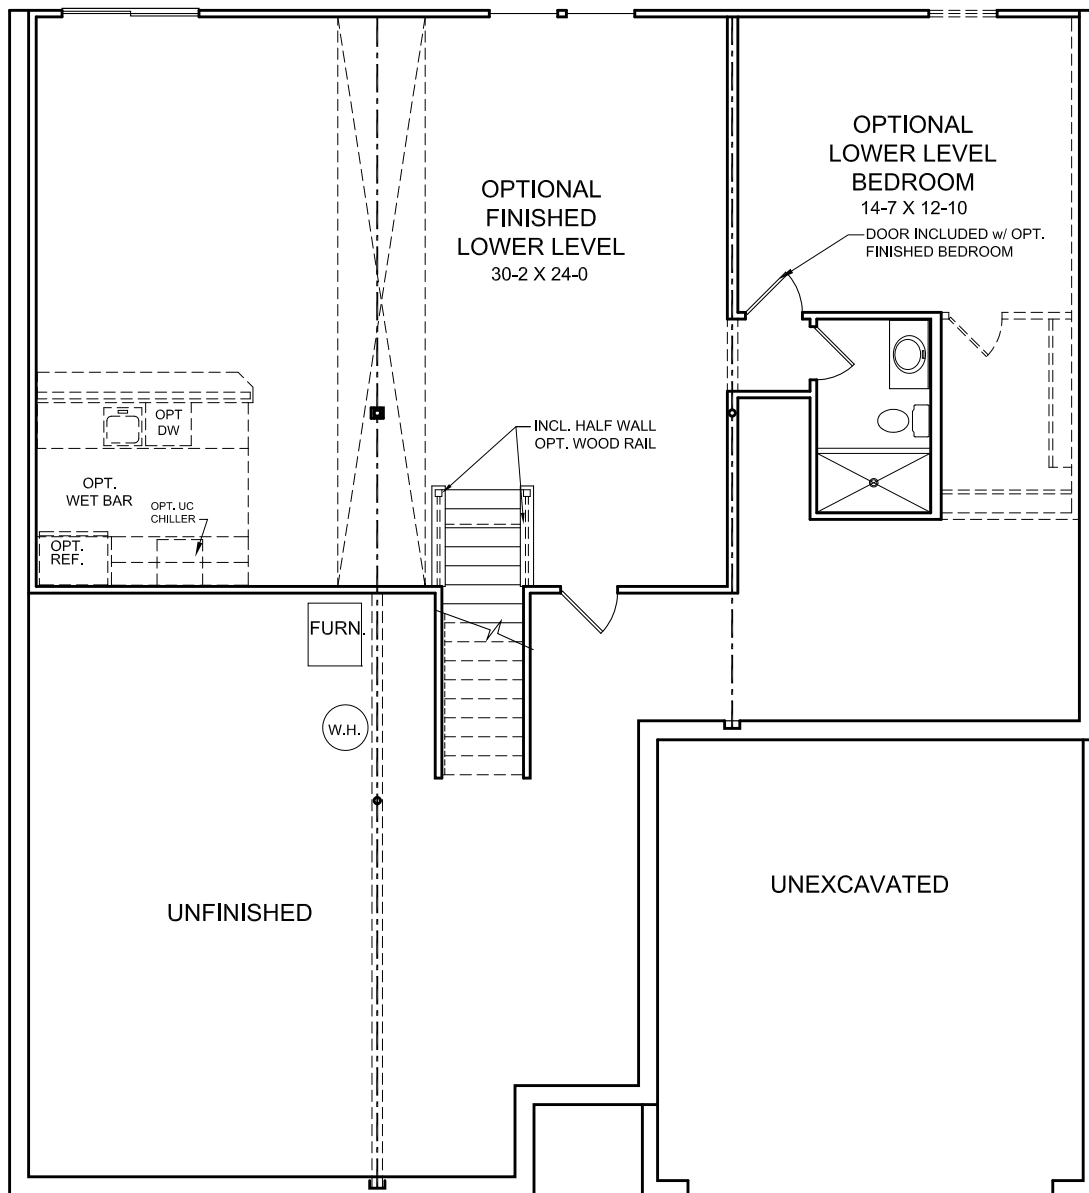 OPTIONAL
LOWER LEVEL
BEDROOM
14-7 X 12-10
DOOR INCLUDED w/ OPT.
FINISHED BEDROOM
OPTIONAL
FINISHED
LOWER LEVEL
30-2 X 24-0
INCL. HALF WALL
OPT. WOOD RAIL
OPT
DW
OPT.
WET BAR
OPT. UC
CHILLER
OPT.
REF.
FURN.
W.H.
UNFINISHED
UNEXCAVATED